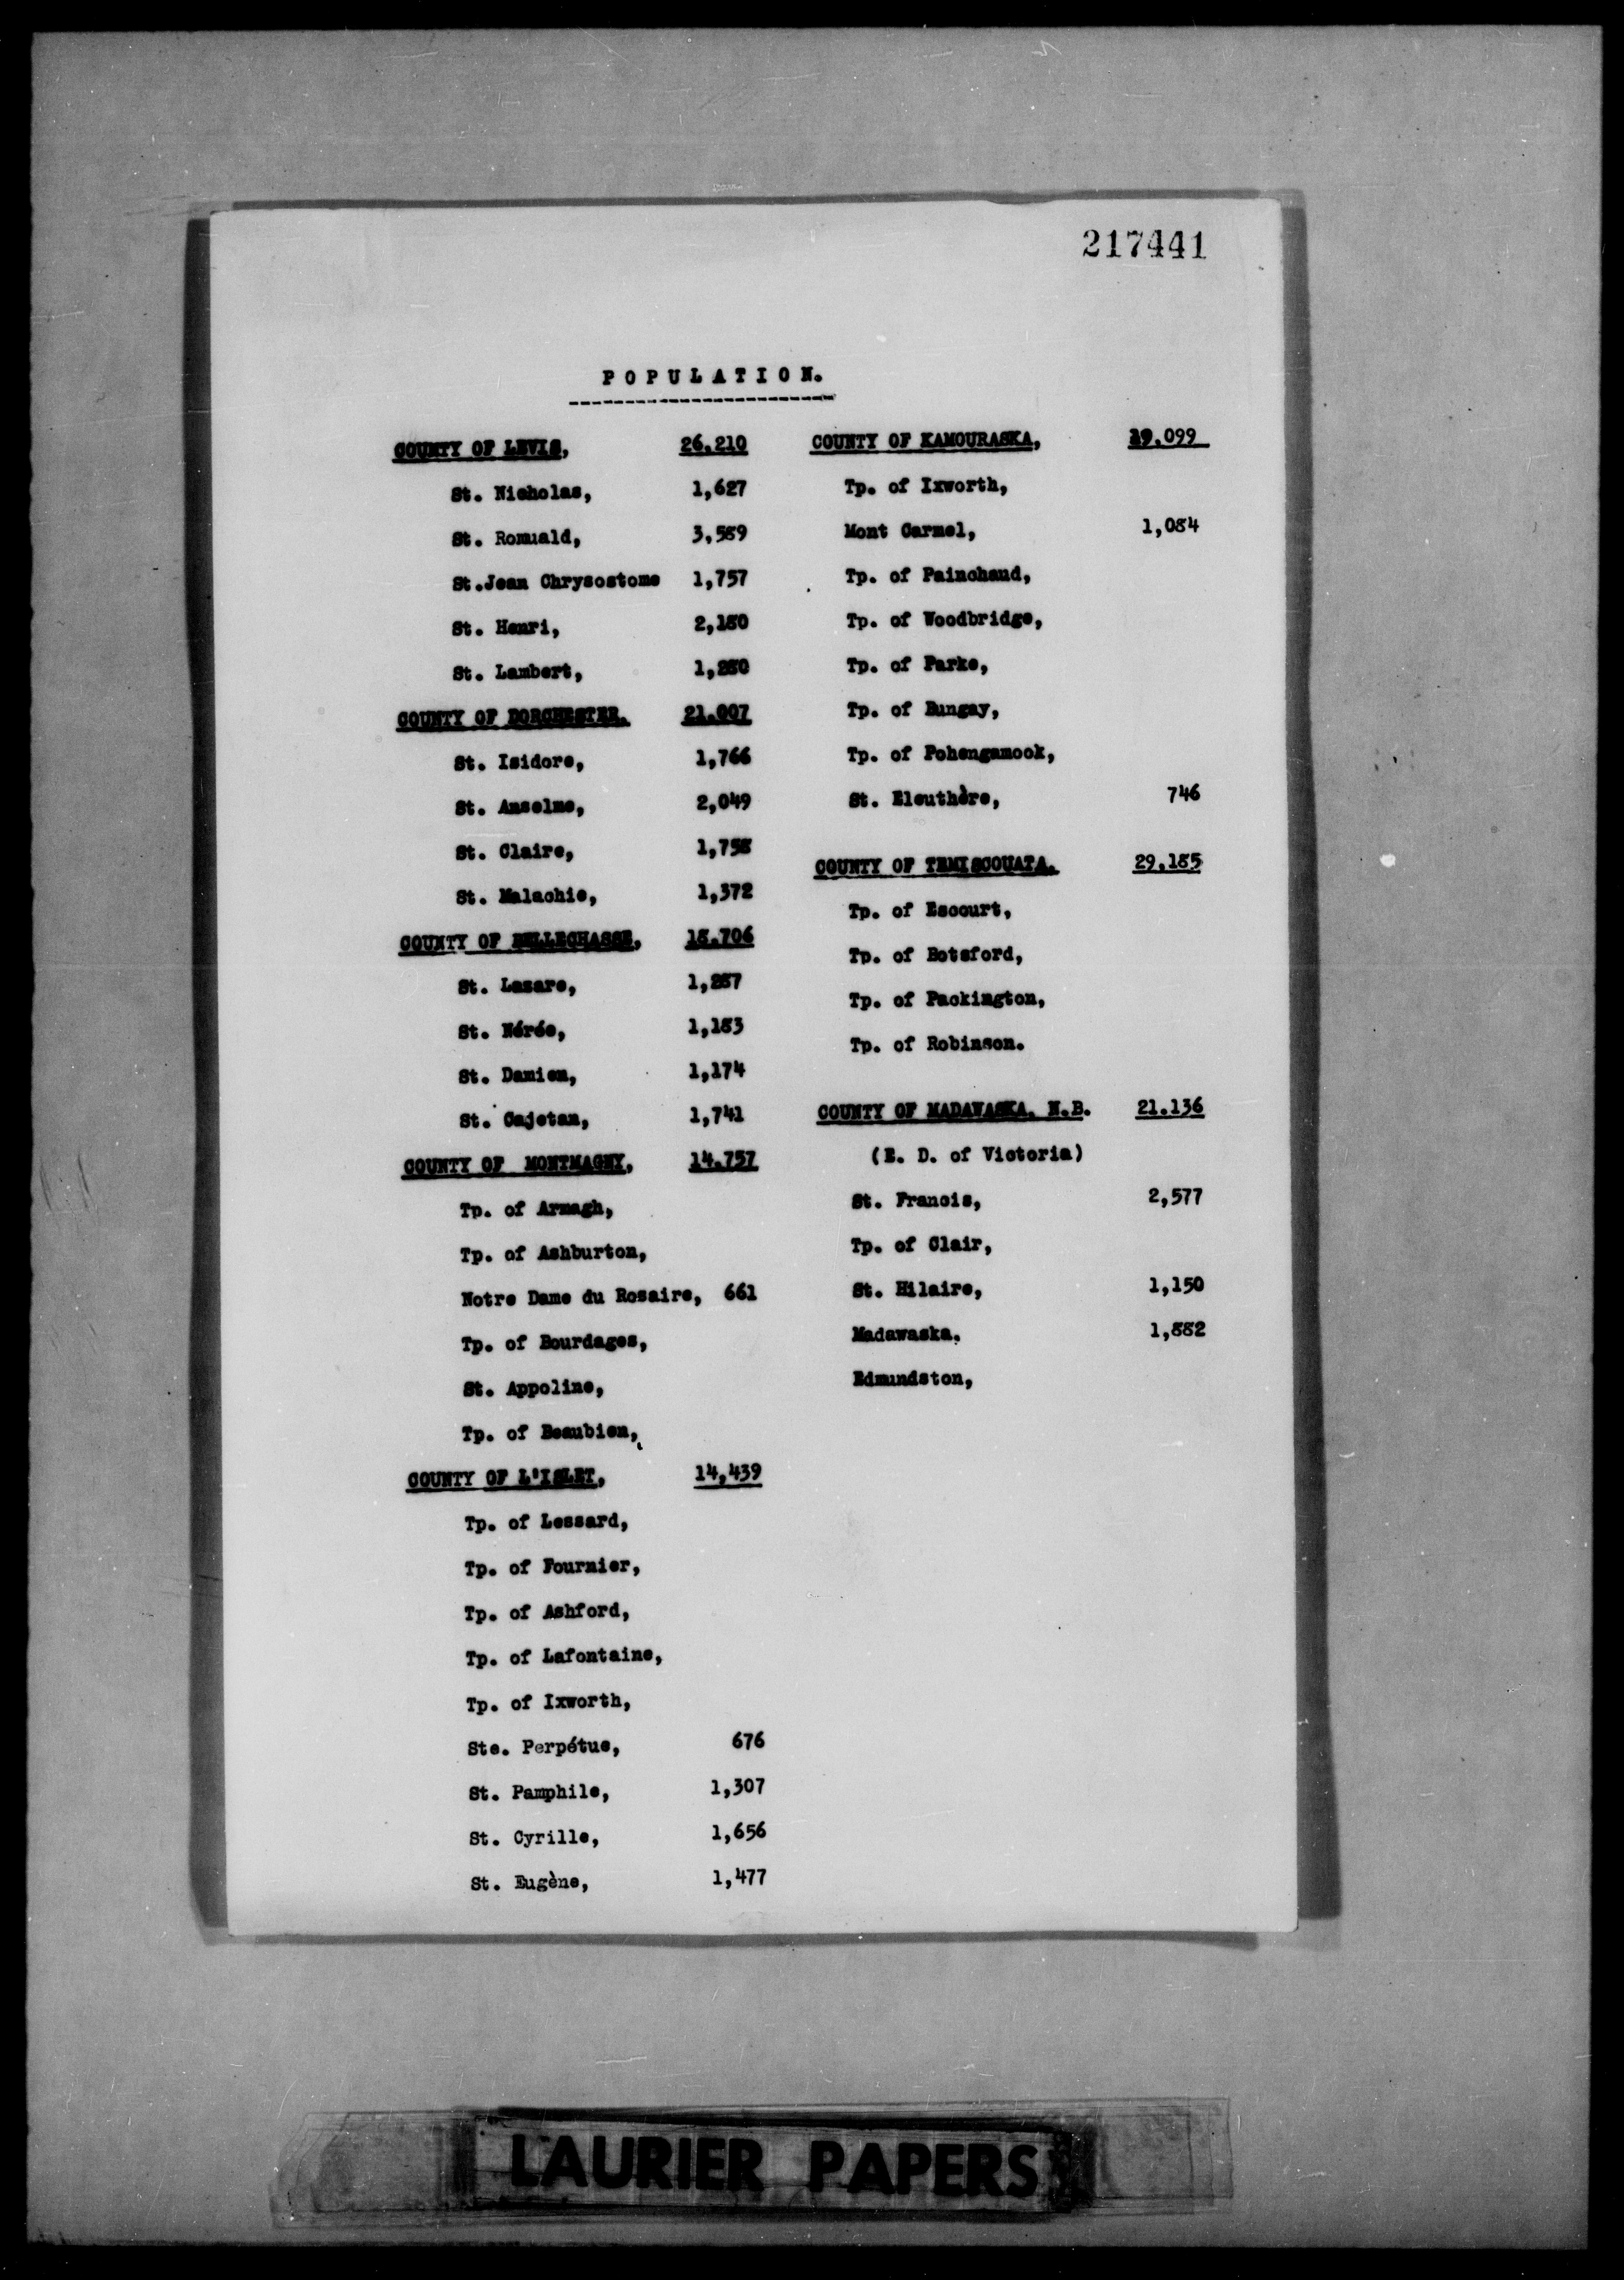 217441
POPULATION.
COUNTY OF LEVIS, 26,210
St. Nicholas, 1,627
St. Romuald, 3,589
St.Jean Chrysostome 1,757
St. Henri, 2,180
St. Lambert, 1,280
COUNTY OF DORCHESTER. 21.007
St. Isidore, 1,766
St. Anselme, 2,049
St. Claire, 1,758
St. Malachie, 1,372
COUNTY OF BELLECHASSE, 18.706
St. Lazare, 1,287
St. Nérée, 1,183
St. Damien, 1,174
St. Cajetan, 1,741
COUNTY OF MONTMAGNY, 14.757
Tp. of Armagh,
Tp. of Ashburton,
Notre Dame du Rosaire, 661
Tp. of Bourdages,
St. Appoline,
Tp. of Beaubien,
COUNTY OF L'ISLET, 14,439
Tp. of Lessard,
Tp. of Fournier,
Tp. of Ashford,
Tp. of Lafontaine,
Tp. of Ixworth,
Ste. Perpétue, 676
St. Pamphile, 1,307
St. Cyrille, 1,656
St. Eugène, 1,477
COUNTY OF KAMOURASKA, 19,099
Tp. of Ixworth,
Mont Carmel, 1,084
Tp. of Painchaud,
Tp. of Woodbridge,
Tp. of Parke,
Tp. of Bungay,
Tp. of Pohengamook,
St. Eleuthère, 746
COUNTY OF TEMISCOUATA. 29,185
Tp. of Escourt,
Tp. of Botsford,
Tp. of Packington,
Tp. of Robinson.
COUNTY OF MADAWASKA. N.B. 21.136
(E. D. of Victoria)
St. Francis, 2,577
Tp. of Clair,
St. Hilaire, 1,150
Madawaska. 1,882
Edmundston,
LAURIER PAPERS